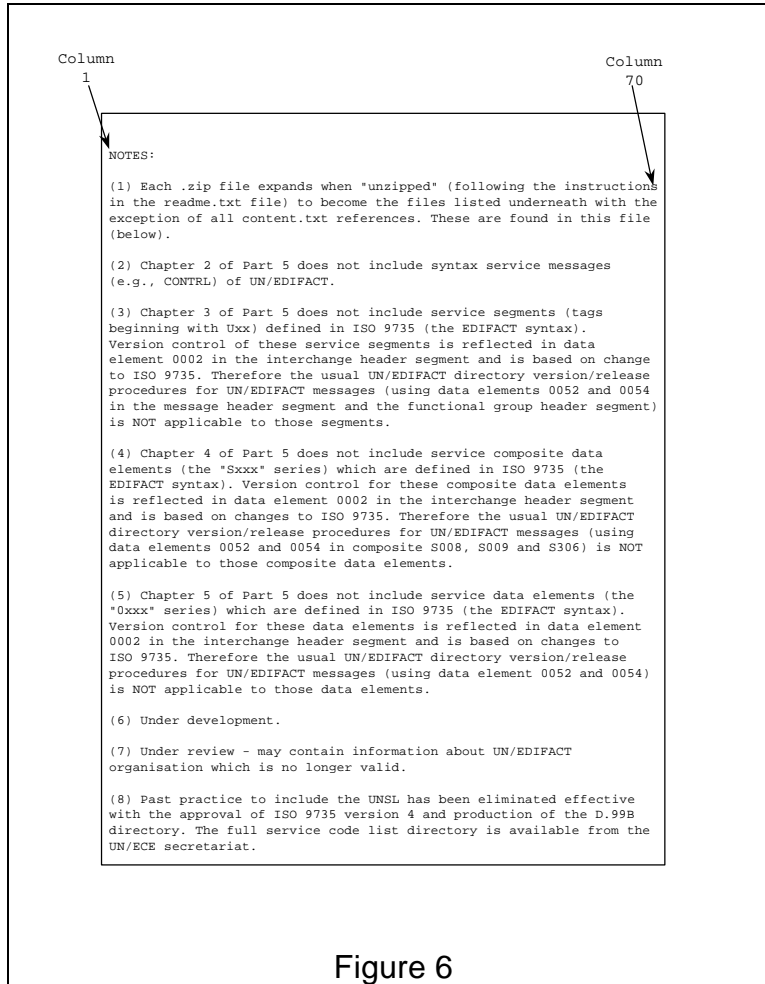 Column
1
Column
70
NOTES:
(1) Each .zip file expands when "unzipped" (following the instructions
in the readme.txt file) to become the files listed underneath with the
exception of all content.txt references. These are found in this file
(below).
(2) Chapter 2 of Part 5 does not include syntax service messages
(e.g., CONTRL) of UN/EDIFACT.
(3) Chapter 3 of Part 5 does not include service segments (tags
beginning with Uxx) defined in ISO 9735 (the EDIFACT syntax).
Version control of these service segments is reflected in data
element 0002 in the interchange header segment and is based on change
to ISO 9735. Therefore the usual UN/EDIFACT directory version/release
procedures for UN/EDIFACT messages (using data elements 0052 and 0054
in the message header segment and the functional group header segment)
is NOT applicable to those segments.
(4) Chapter 4 of Part 5 does not include service composite data
elements (the "Sxxx" series) which are defined in ISO 9735 (the
EDIFACT syntax). Version control for these composite data elements
is reflected in data element 0002 in the interchange header segment
and is based on changes to ISO 9735. Therefore the usual UN/EDIFACT
directory version/release procedures for UN/EDIFACT messages (using
data elements 0052 and 0054 in composite S008, S009 and S306) is NOT
applicable to those composite data elements.
(5) Chapter 5 of Part 5 does not include service data elements (the
"0xxx" series) which are defined in ISO 9735 (the EDIFACT syntax).
Version control for these data elements is reflected in data element
0002 in the interchange header segment and is based on changes to
ISO 9735. Therefore the usual UN/EDIFACT directory version/release
procedures for UN/EDIFACT messages (using data element 0052 and 0054)
is NOT applicable to those data elements.
(6) Under development.
(7) Under review - may contain information about UN/EDIFACT
organisation which is no longer valid.
(8) Past practice to include the UNSL has been eliminated effective
with the approval of ISO 9735 version 4 and production of the D.99B
directory. The full service code list directory is available from the
UN/ECE secretariat.
Figure 6